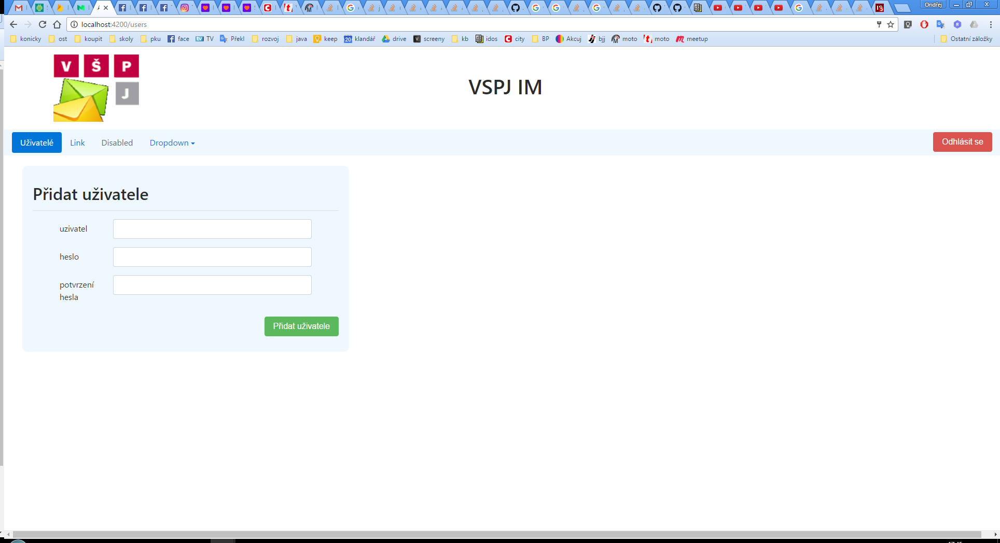 Ondřej
localhost:4200/users
konicky ost koupit skoly pku face TV Překl rozvoj java keep klandář drive screeny kb idos city BP Akcuj bjj moto moto meetup Ostatní záložky
V Š P
J
VSPJ IM
Uživatelé Link Disabled Dropdown Odhlásit se
Přidat uživatele
uzivatel
heslo
potvrzení
hesla
Přidat uživatele